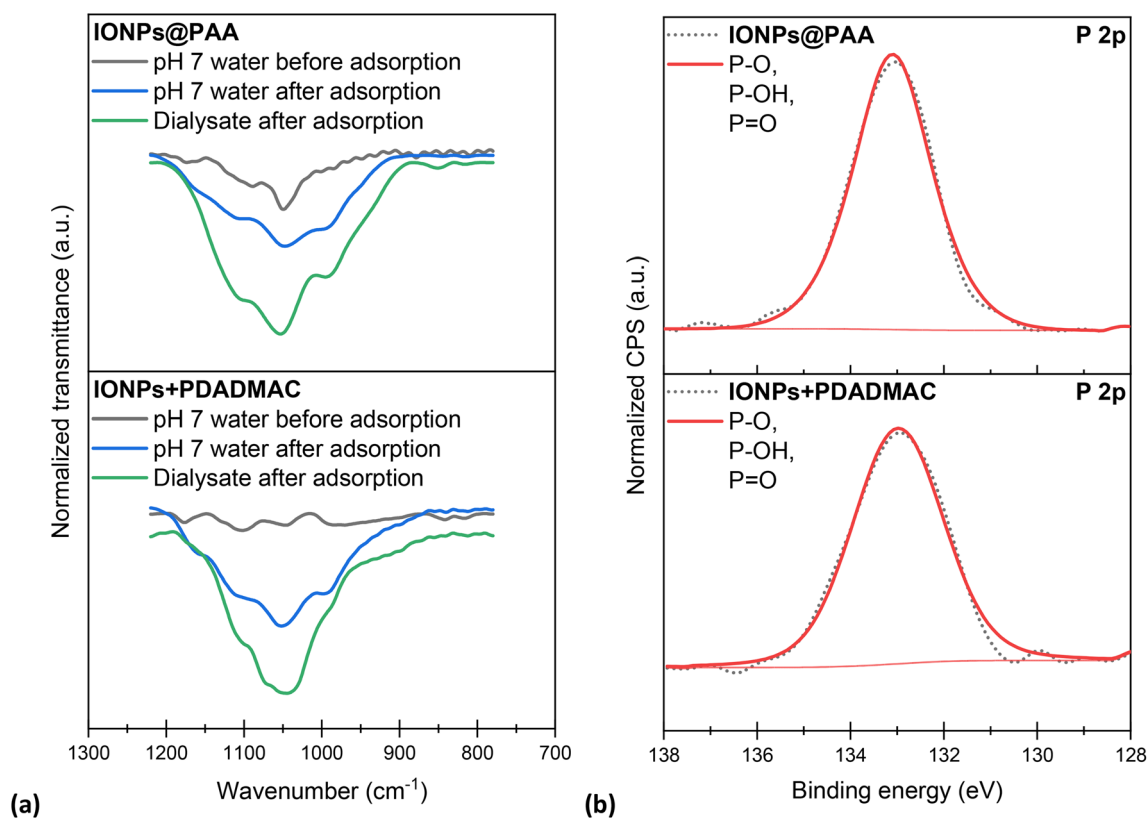 IONPs@PAA
pH 7 water before adsorption
pH 7 water after adsorption
Dialysate after adsorption
IONPs+PDADMAC
pH 7 water before adsorption
pH 7 water after adsorption
Dialysate after adsorption
Normalized transmittance (a.u.)
1300 1200 1100 1000 900 800 700
Wavenumber (cm-1)
(a)
IONPs@PAA P 2p
P-O,
P-OH,
P=O
IONPs+PDADMAC P 2p
P-O,
P-OH,
P=O
Normalized CPS (a.u.)
138 136 134 132 130 128
Binding energy (eV)
(b)